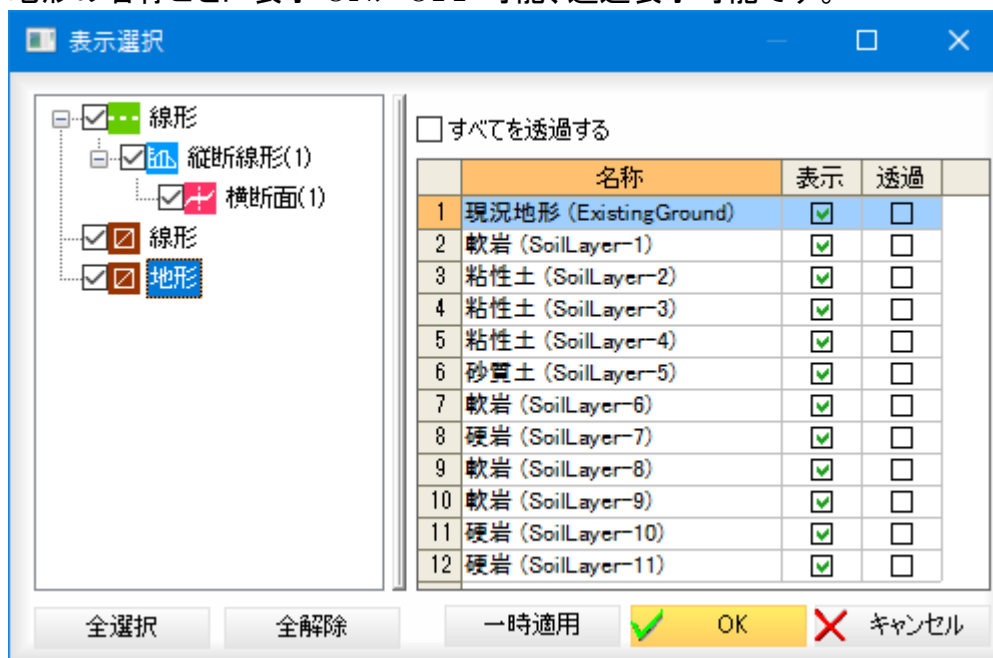 表示選択
線形
縦断線形(1)
横断面(1)
線形
地形
すべてを透過する
名称 表示 透過
1 現況地形 (ExistingGround)
2 軟岩 (SoilLayer-1)
3 粘性土 (SoilLayer-2)
4 粘性土 (SoilLayer-3)
5 粘性土 (SoilLayer-4)
6 砂質土 (SoilLayer-5)
7 軟岩 (SoilLayer-6)
8 硬岩 (SoilLayer-7)
9 軟岩 (SoilLayer-8)
10 軟岩 (SoilLayer-9)
11 硬岩 (SoilLayer-10)
12 硬岩 (SoilLayer-11)
全選択 全解除 一時適用 OK キャンセル